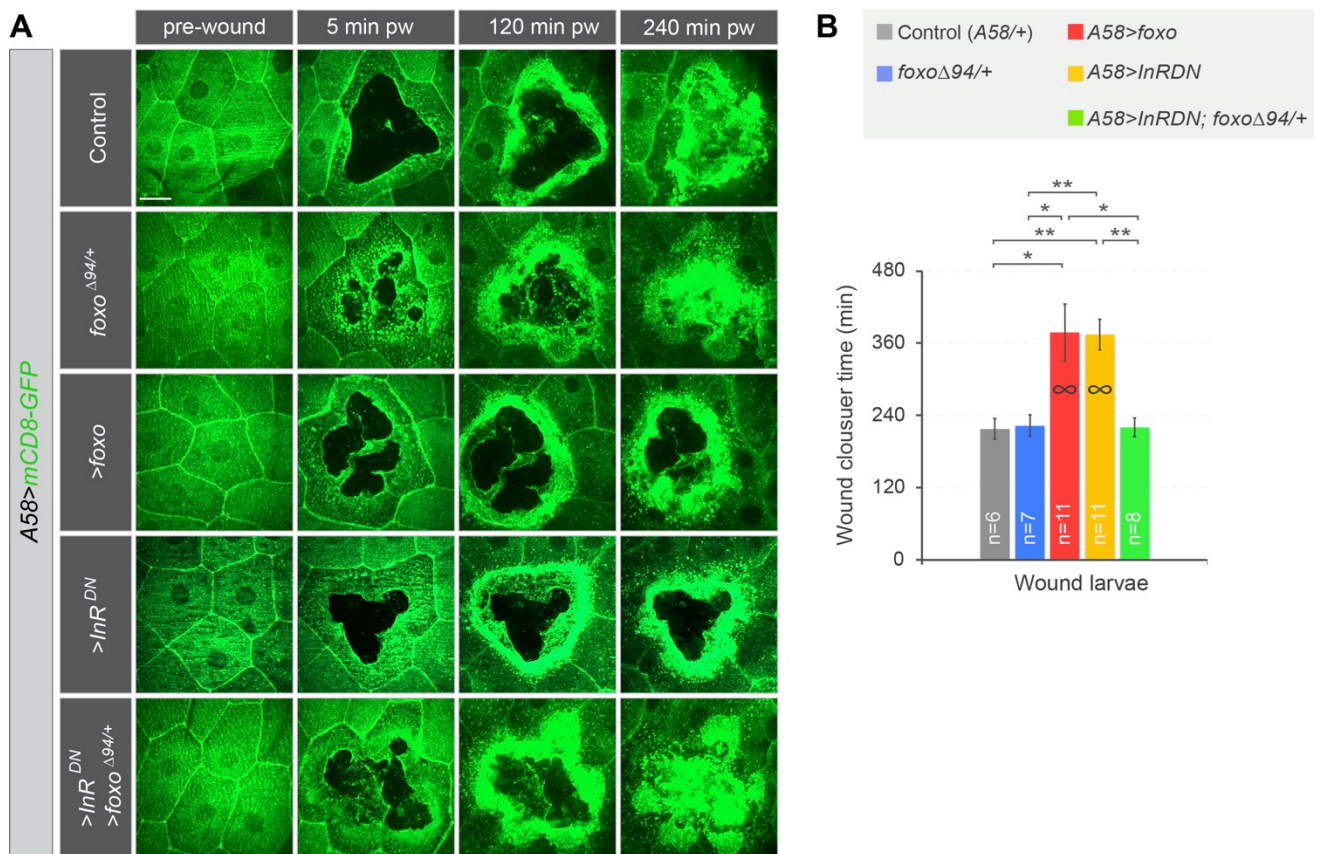 A
pre-wound
5 min pw
120 min pw
240 min pw
A58>mCD8-GFP
Control
foxo Δ94/+
>foxo
>InR DN
>InR DN
>foxo Δ94/+
B
Control (A58/+)
A58>foxo
foxoΔ94/+
A58>InRDN
A58>InRDN; foxoΔ94/+
**
*
*
**
**
*
480
360
240
120
0
Wound clouser time (min)
∞
∞
n=6
n=7
n=11
n=11
n=8
Wound larvae